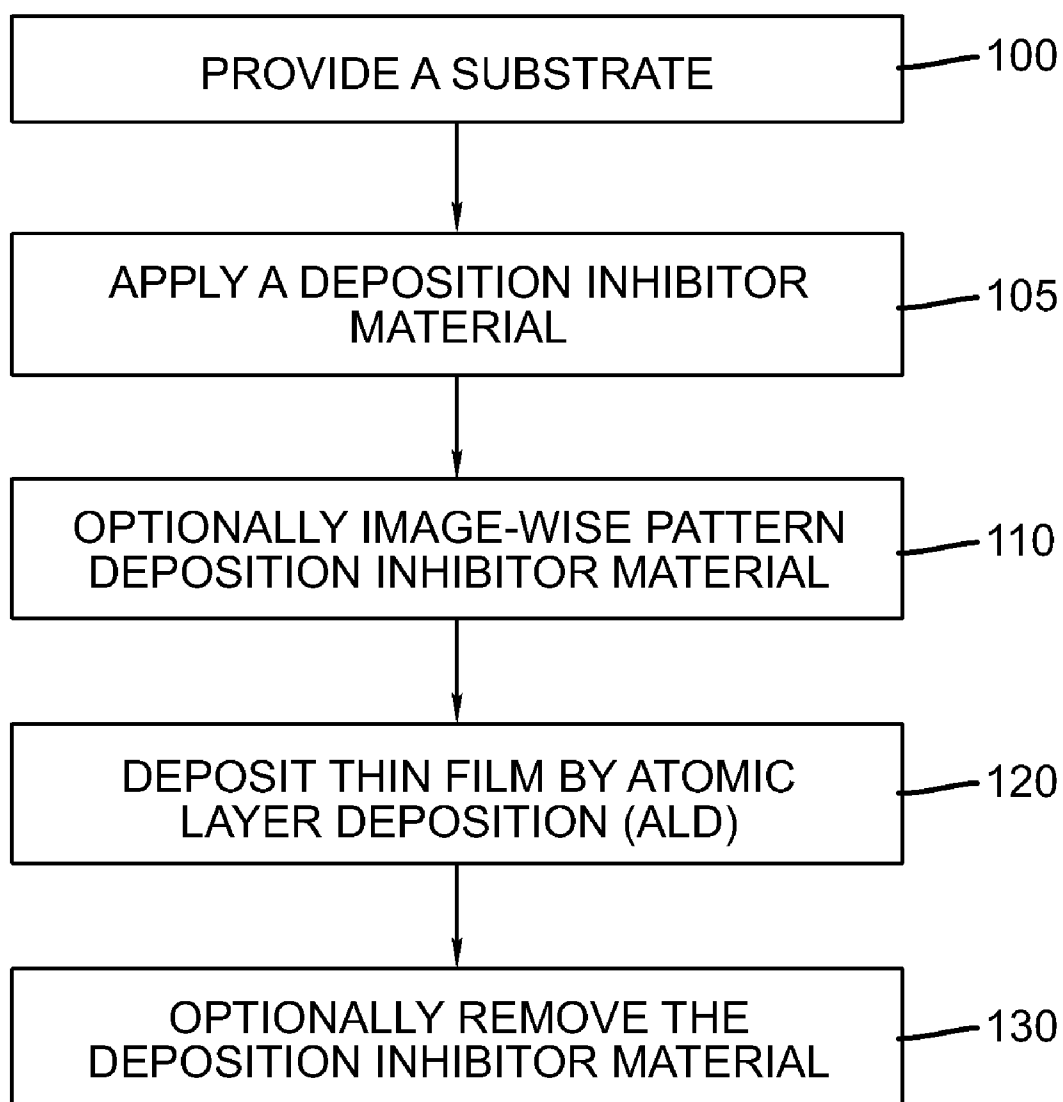 PROVIDE A SUBSTRATE
100
APPLY A DEPOSITION INHIBITOR
MATERIAL
105
OPTIONALLY IMAGE-WISE PATTERN
DEPOSITION INHIBITOR MATERIAL
110
DEPOSIT THIN FILM BY ATOMIC
LAYER DEPOSITION (ALD)
120
OPTIONALLY REMOVE THE
DEPOSITION INHIBITOR MATERIAL
130